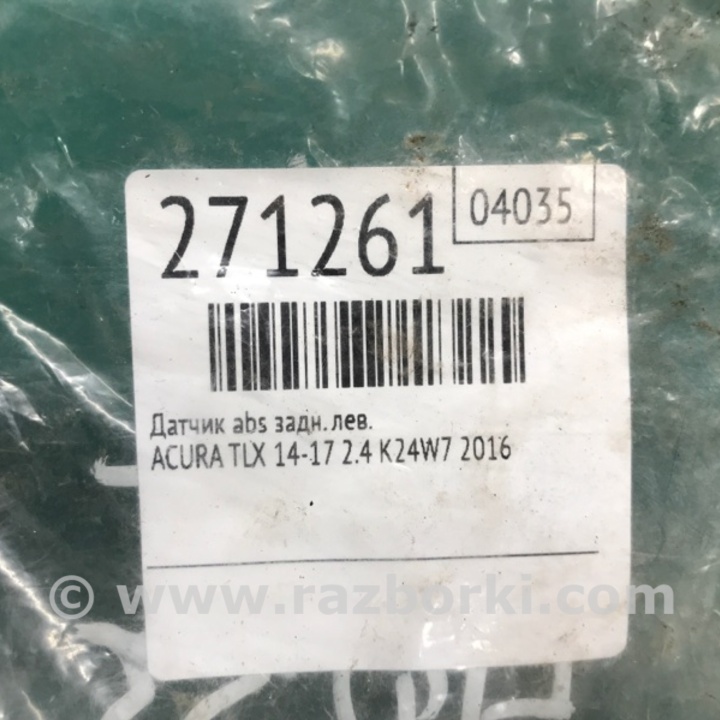 271261
04035
Датчик abs задн.лев.
ACURA TLX 14-17 2.4 K24W7 2016
© www.razborki.com